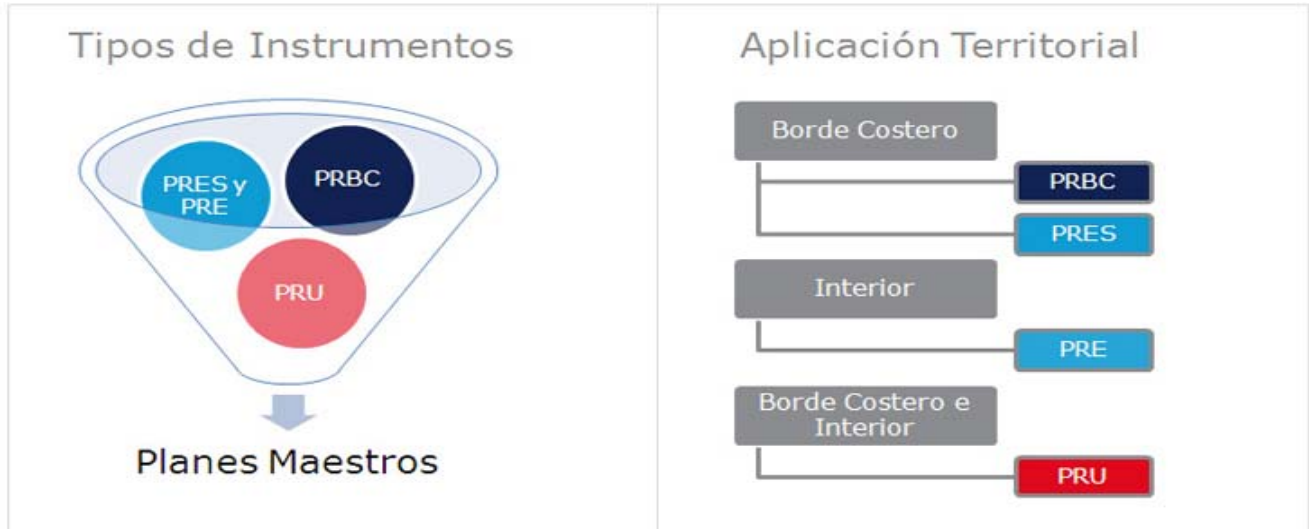 Tipos de Instrumentos
PRES y
PRE
PRBC
PRU
Planes Maestros
Aplicación Territorial
Borde Costero
PRBC
PRES
Interior
PRE
Borde Costero e
Interior
PRU